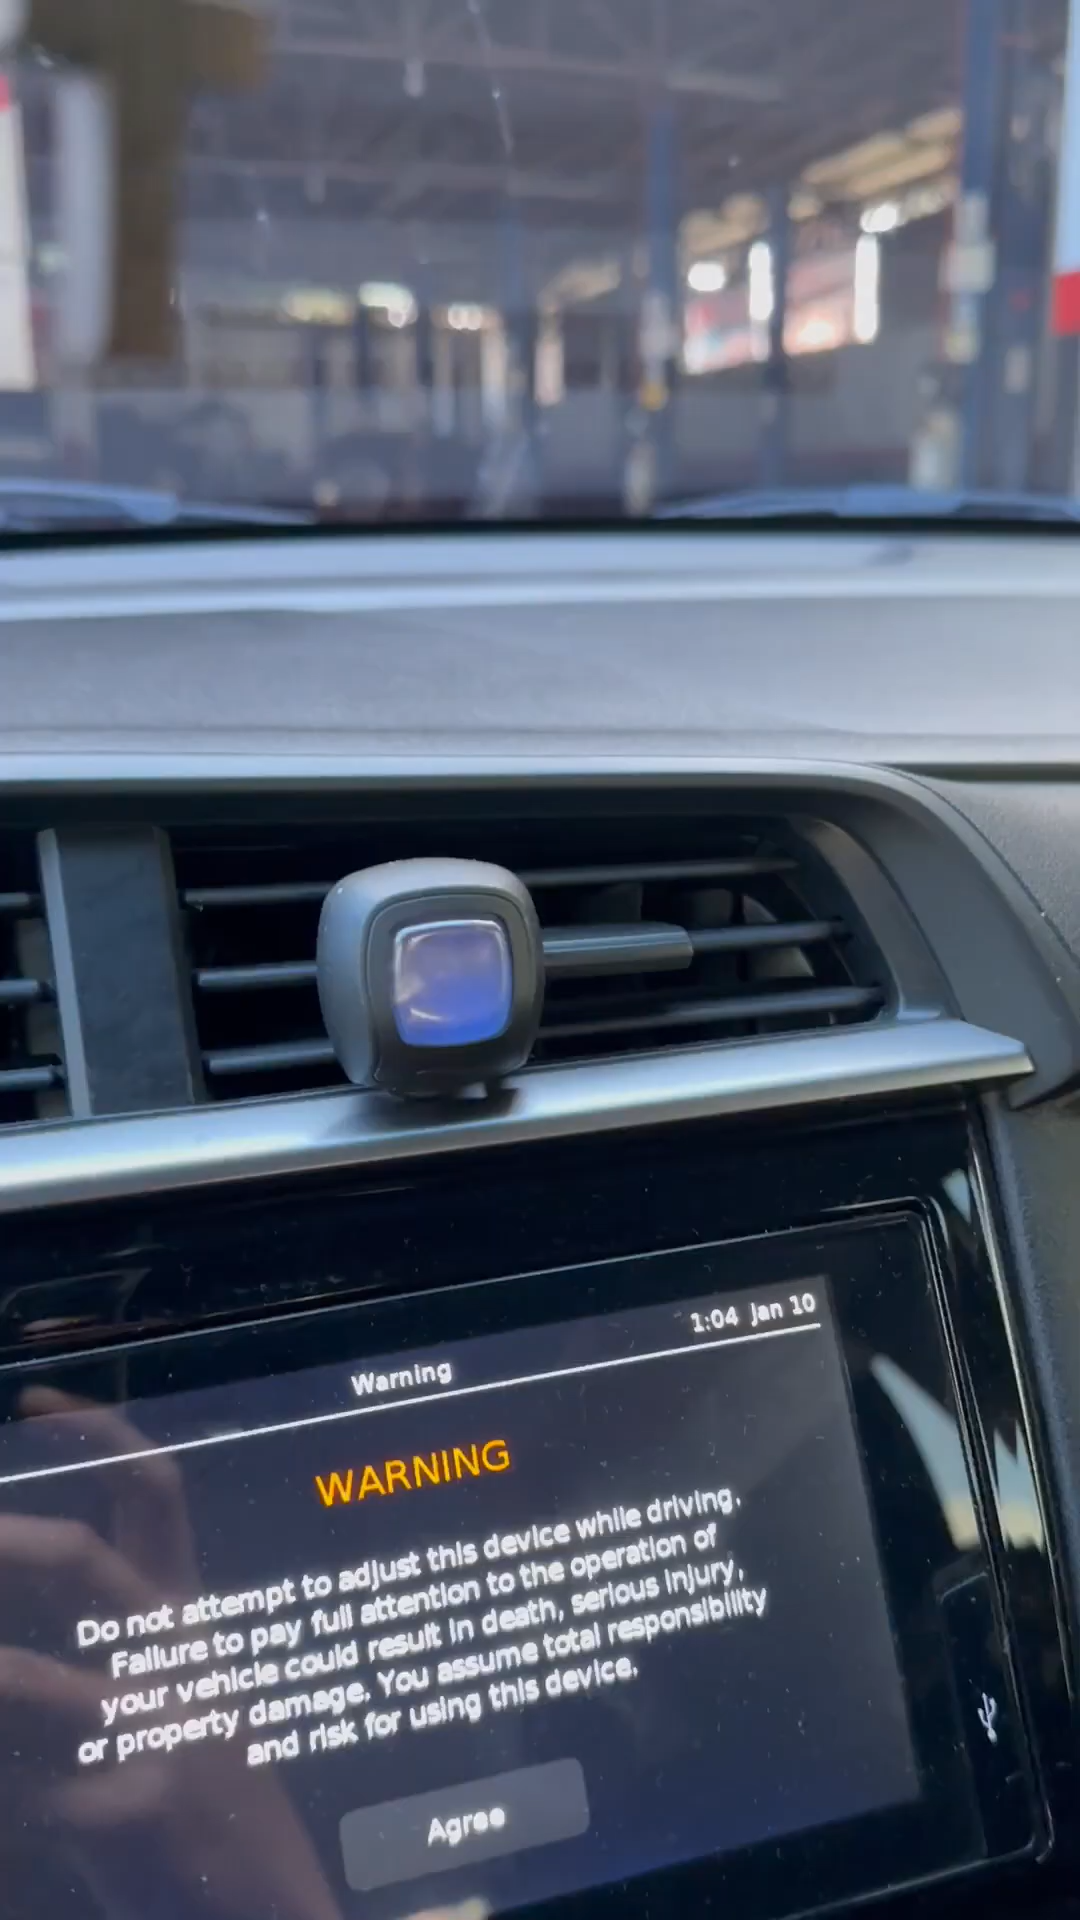 1:04 Jan 10
Warning
WARNING
Do not attempt to adjust this device while driving.
Failure to pay full attention to the operation of
your vehicle could result in death, serious injury,
or property damage. You assume total responsibility
and risk for using this device.
Agree